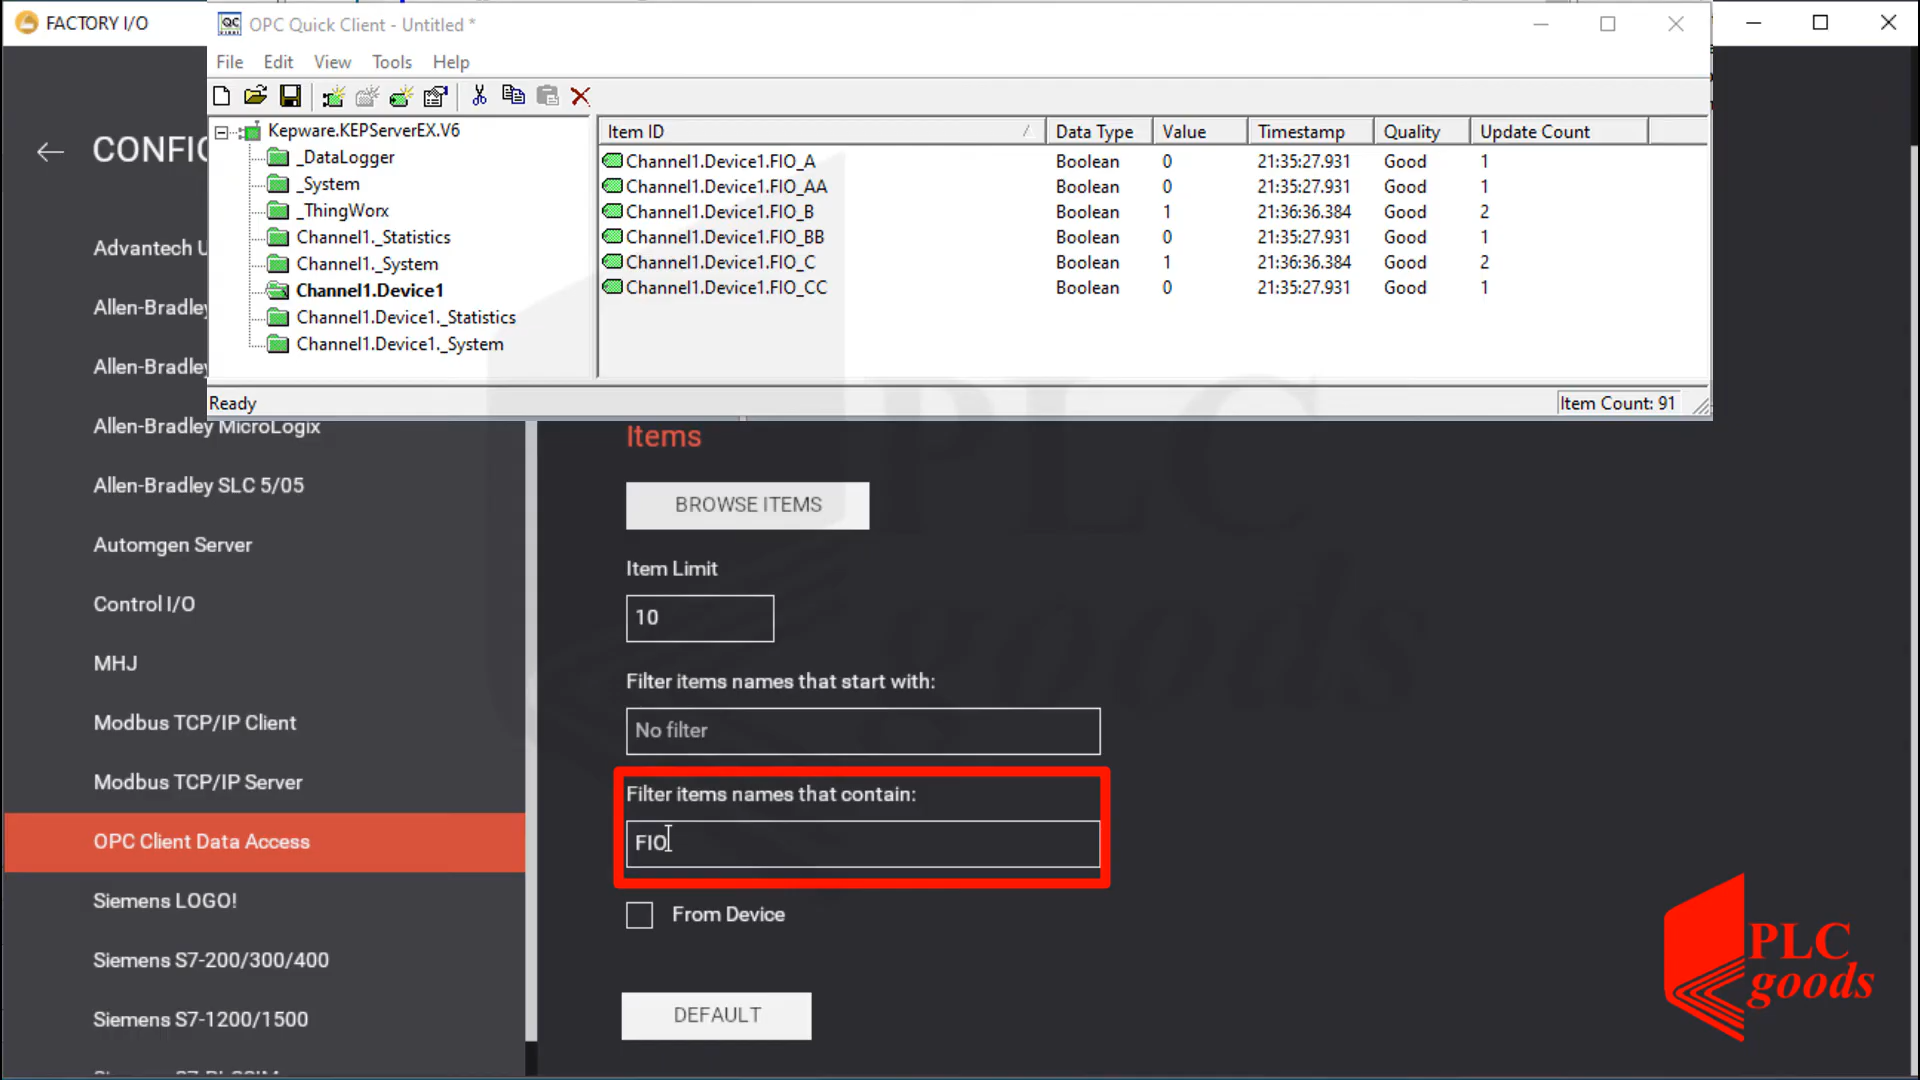 FACTORY I/O
OPC Quick Client - Untitled *
File Edit View Tools Help
Kepware.KEPServerEX.V6
_DataLogger
_System
_ThingWorx
Channel1._Statistics
Channel1._System
Channel1.Device1
Channel1.Device1._Statistics
Channel1.Device1._System
Item ID Data Type Value Timestamp Quality Update Count
Channel1.Device1.FIO_A Boolean 0 21:35:27.931 Good 1
Channel1.Device1.FIO_AA Boolean 0 21:35:27.931 Good 1
Channel1.Device1.FIO_B Boolean 1 21:36:36.384 Good 2
Channel1.Device1.FIO_BB Boolean 0 21:35:27.931 Good 1
Channel1.Device1.FIO_C Boolean 1 21:36:36.384 Good 2
Channel1.Device1.FIO_CC Boolean 0 21:35:27.931 Good 1
Ready
Item Count: 91
CONFIG
Advantech U
Allen-Bradley
Allen-Bradley
Allen-Bradley MicroLogix
Allen-Bradley SLC 5/05
Automgen Server
Control I/O
MHJ
Modbus TCP/IP Client
Modbus TCP/IP Server
OPC Client Data Access
Siemens LOGO!
Siemens S7-200/300/400
Siemens S7-1200/1500
Items
BROWSE ITEMS
Item Limit
10
Filter items names that start with:
No filter
Filter items names that contain:
FIO
From Device
DEFAULT
PLC
goods
PLC
goods